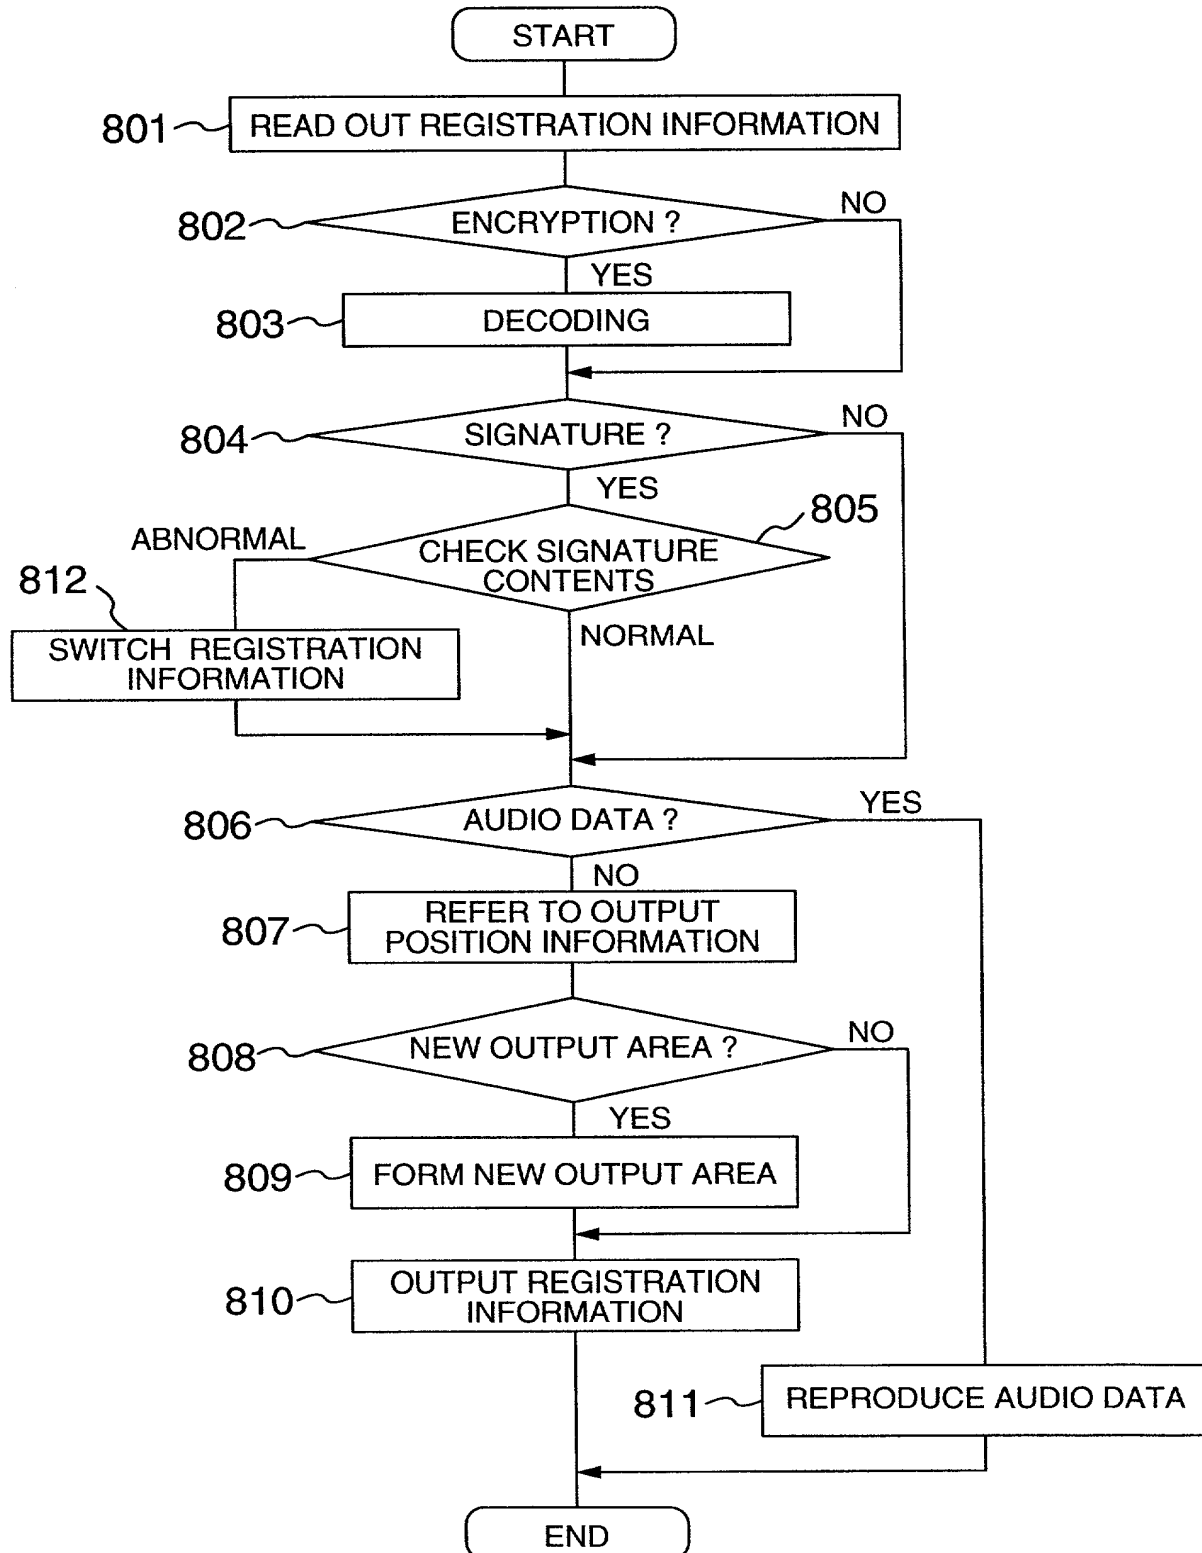 START
801
READ OUT REGISTRATION INFORMATION
802
ENCRYPTION ?
NO
YES
803
DECODING
804
SIGNATURE ?
NO
YES
805
ABNORMAL
CHECK SIGNATURE
CONTENTS
812
NORMAL
SWITCH REGISTRATION
INFORMATION
806
AUDIO DATA ?
YES
NO
807
REFER TO OUTPUT
POSITION INFORMATION
808
NEW OUTPUT AREA ?
NO
YES
809
FORM NEW OUTPUT AREA
810
OUTPUT REGISTRATION
INFORMATION
811
REPRODUCE AUDIO DATA
END